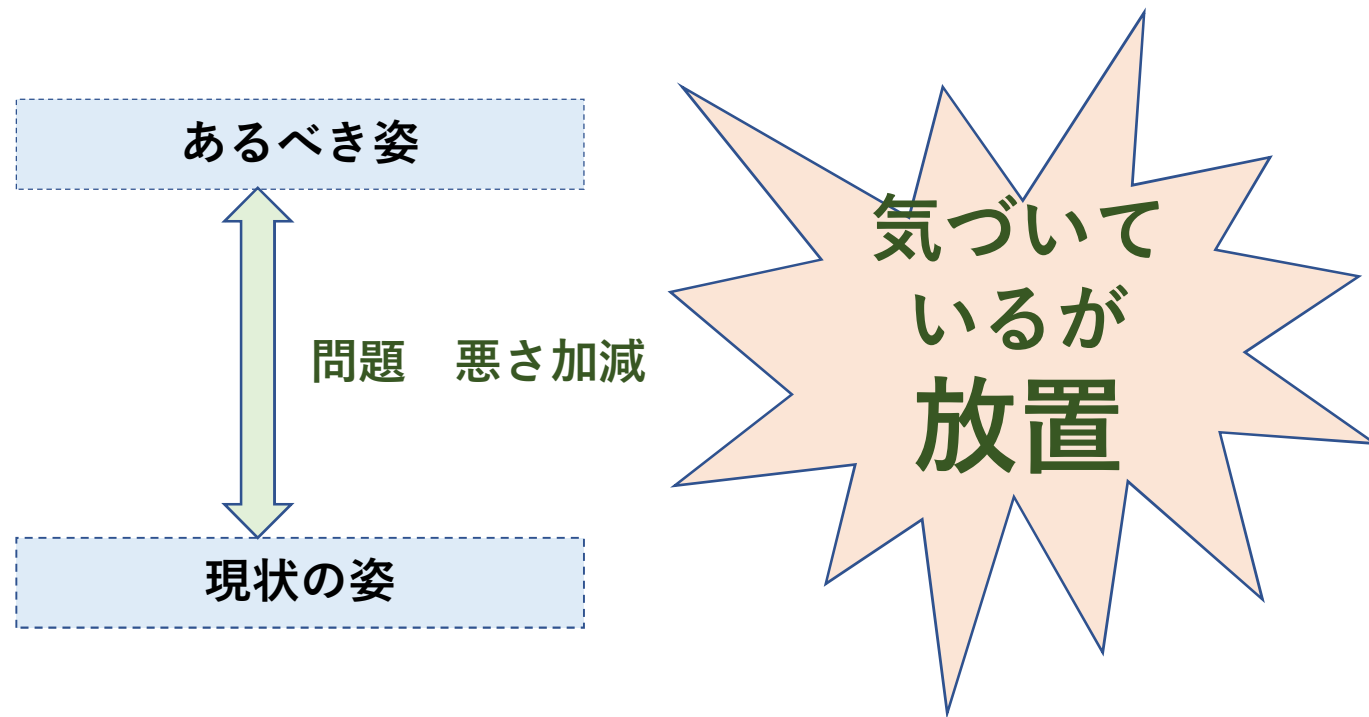 あるべき姿
問題　悪さ加減
現状の姿
気づいて
いるが
放置